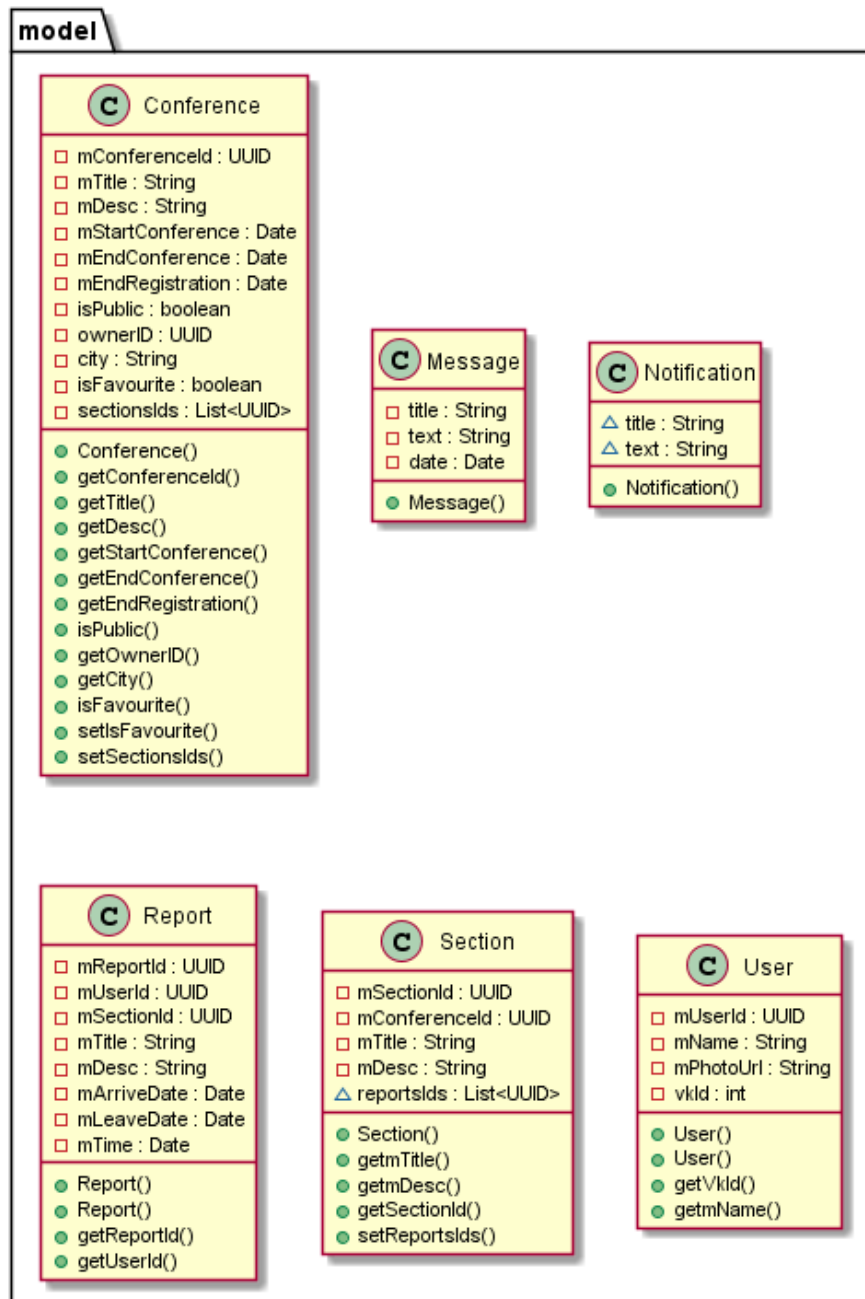 model
C Conference
mConferenceId : UUID
mTitle : String
mDesc : String
mStartConference : Date
mEndConference : Date
mEndRegistration : Date
isPublic : boolean
ownerID : UUID
city : String
isFavourite : boolean
sectionsIds : List<UUID>
Conference()
getConferenceId()
getTitle()
getDesc()
getStartConference()
getEndConference()
getEndRegistration()
isPublic()
getOwnerID()
getCity()
isFavourite()
setIsFavourite()
setSectionsIds()
C Message
title : String
text : String
date : Date
Message()
C Notification
title : String
text : String
Notification()
C Report
mReportId : UUID
mUserId : UUID
mSectionId : UUID
mTitle : String
mDesc : String
mArriveDate : Date
mLeaveDate : Date
mTime : Date
Report()
Report()
getReportId()
getUserId()
C Section
mSectionId : UUID
mConferenceId : UUID
mTitle : String
mDesc : String
reportsIds : List<UUID>
Section()
getmTitle()
getmDesc()
getSectionId()
setReportsIds()
C User
mUserId : UUID
mName : String
mPhotoUrl : String
vkId : int
User()
User()
getVkId()
getmName()